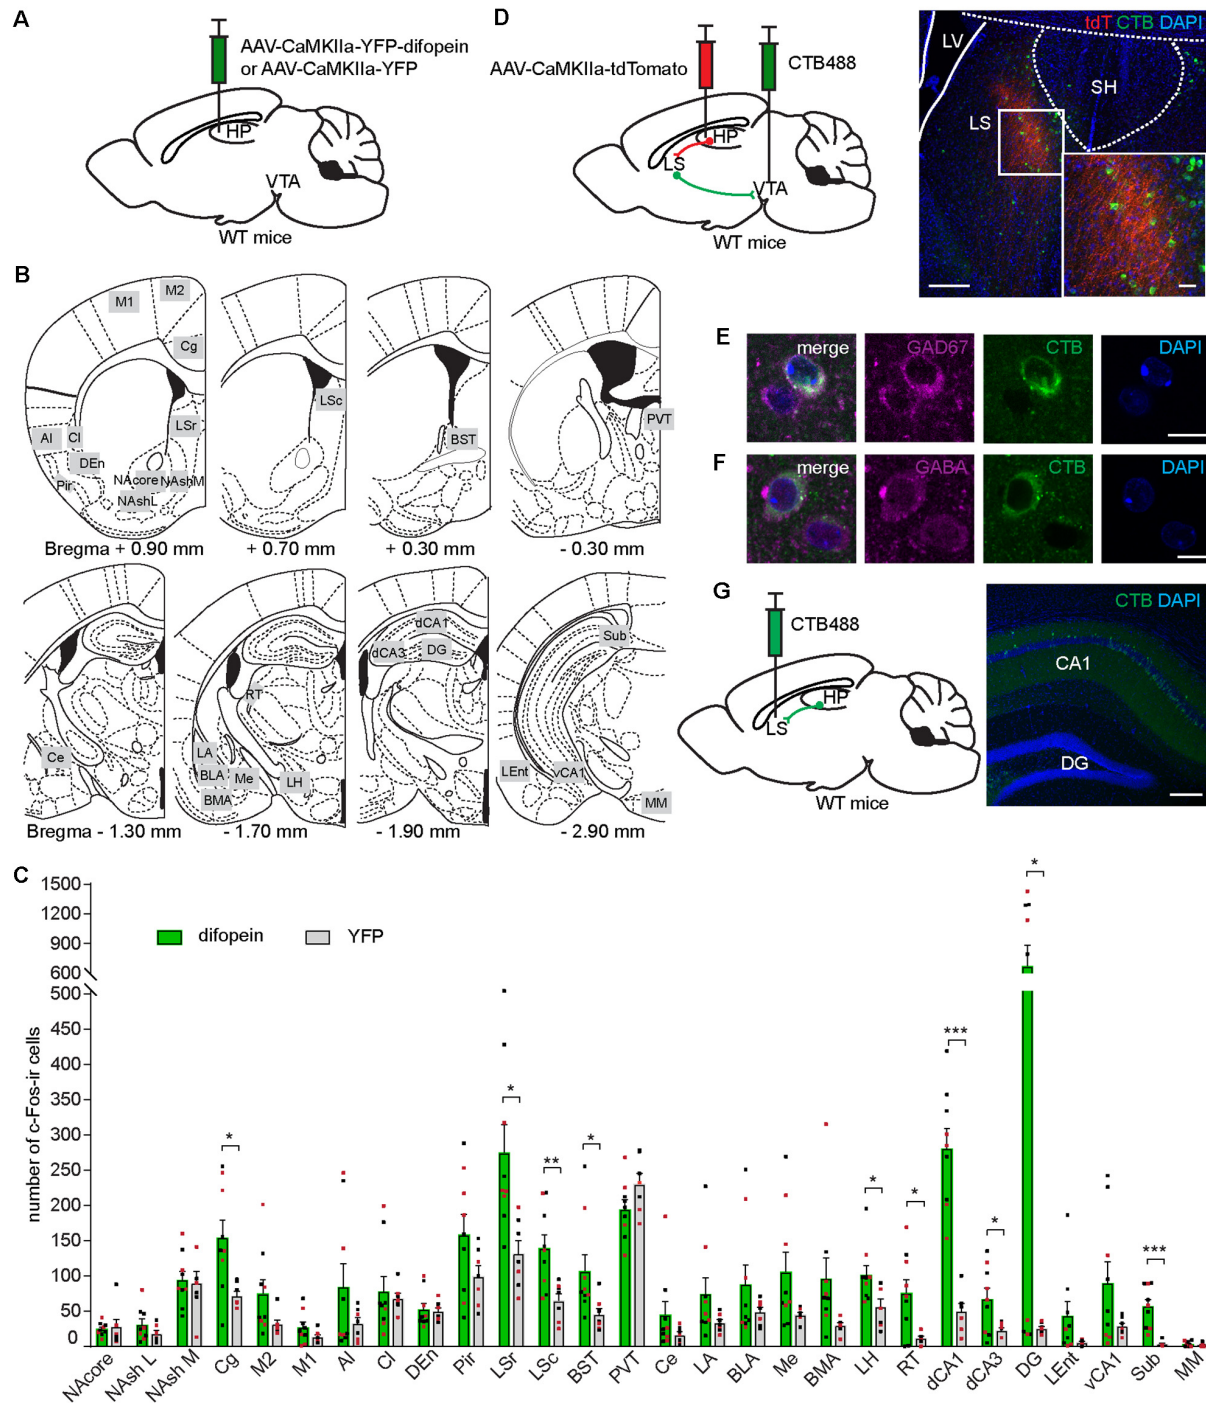 A
AAV-CaMKIIa-YFP-difopein
or AAV-CaMKIIa-YFP
HP
VTA
WT mice
D
AAV-CaMKIIa-tdTomato
CTB488
HP
LS
VTA
WT mice
tdT CTB DAPI
LV
SH
LS
B
M1
M2
Cg
LSr
AI
Cl
DEn
Pir
NAcore
NAshM
NAshL
LSc
BST
PVT
Bregma + 0.90 mm
+ 0.70 mm
+ 0.30 mm
- 0.30 mm
Ce
RT
LA
BLA
Me
LH
BMA
dCA1
dCA3
DG
Sub
LEnt
vCA1
MM
Bregma - 1.30 mm
- 1.70 mm
- 1.90 mm
- 2.90 mm
E
merge
GAD67
CTB
DAPI
F
merge
GABA
CTB
DAPI
G
CTB488
HP
LS
WT mice
CTB DAPI
CA1
DG
C
number of c-Fos-ir cells
1500
1200
900
600
500
450
400
350
300
250
200
150
100
50
0
difopein
YFP
*
*
**
*
*
*
***
*
*
***
NAcore
NAsh L
NAsh M
Cg
M2
M1
AI
Cl
DEn
Pir
LSr
LSc
BST
PVT
Ce
LA
BLA
Me
BMA
LH
RT
dCA1
dCA3
DG
LEnt
vCA1
Sub
MM